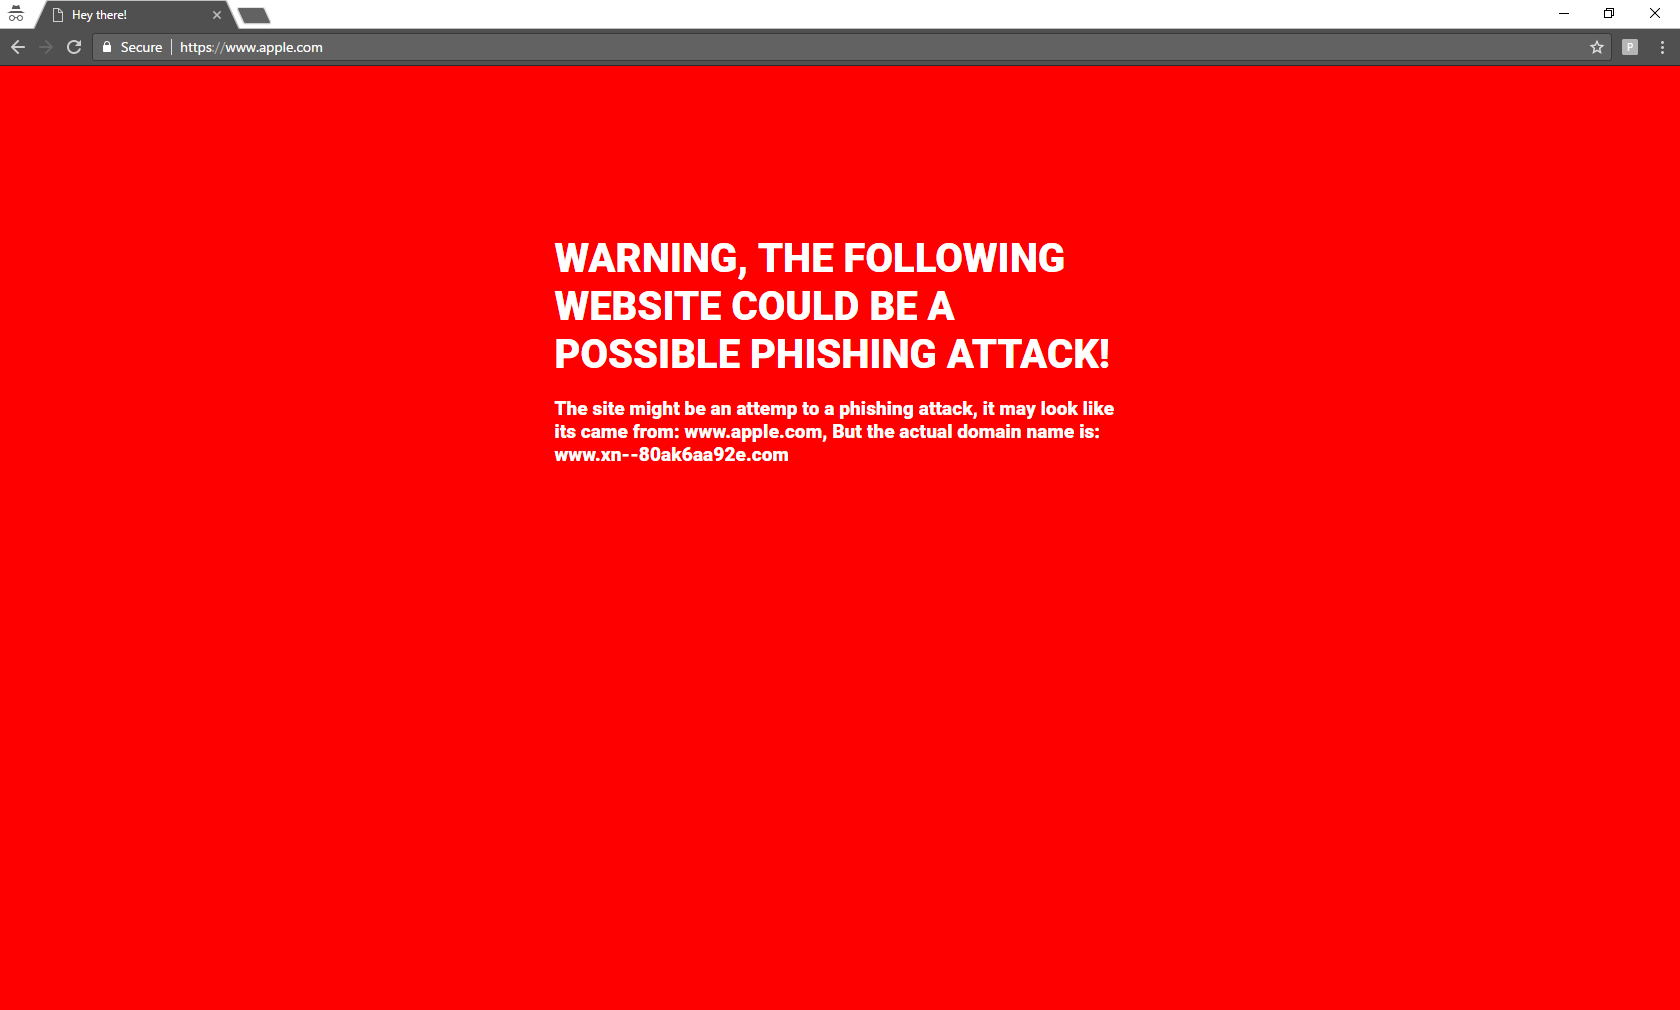 Hey there!
Secure
https://www.apple.com
P
WARNING, THE FOLLOWING
WEBSITE COULD BE A
POSSIBLE PHISHING ATTACK!
The site might be an attemp to a phishing attack, it may look like
its came from: www.apple.com, But the actual domain name is:
www.xn--80ak6aa92e.com